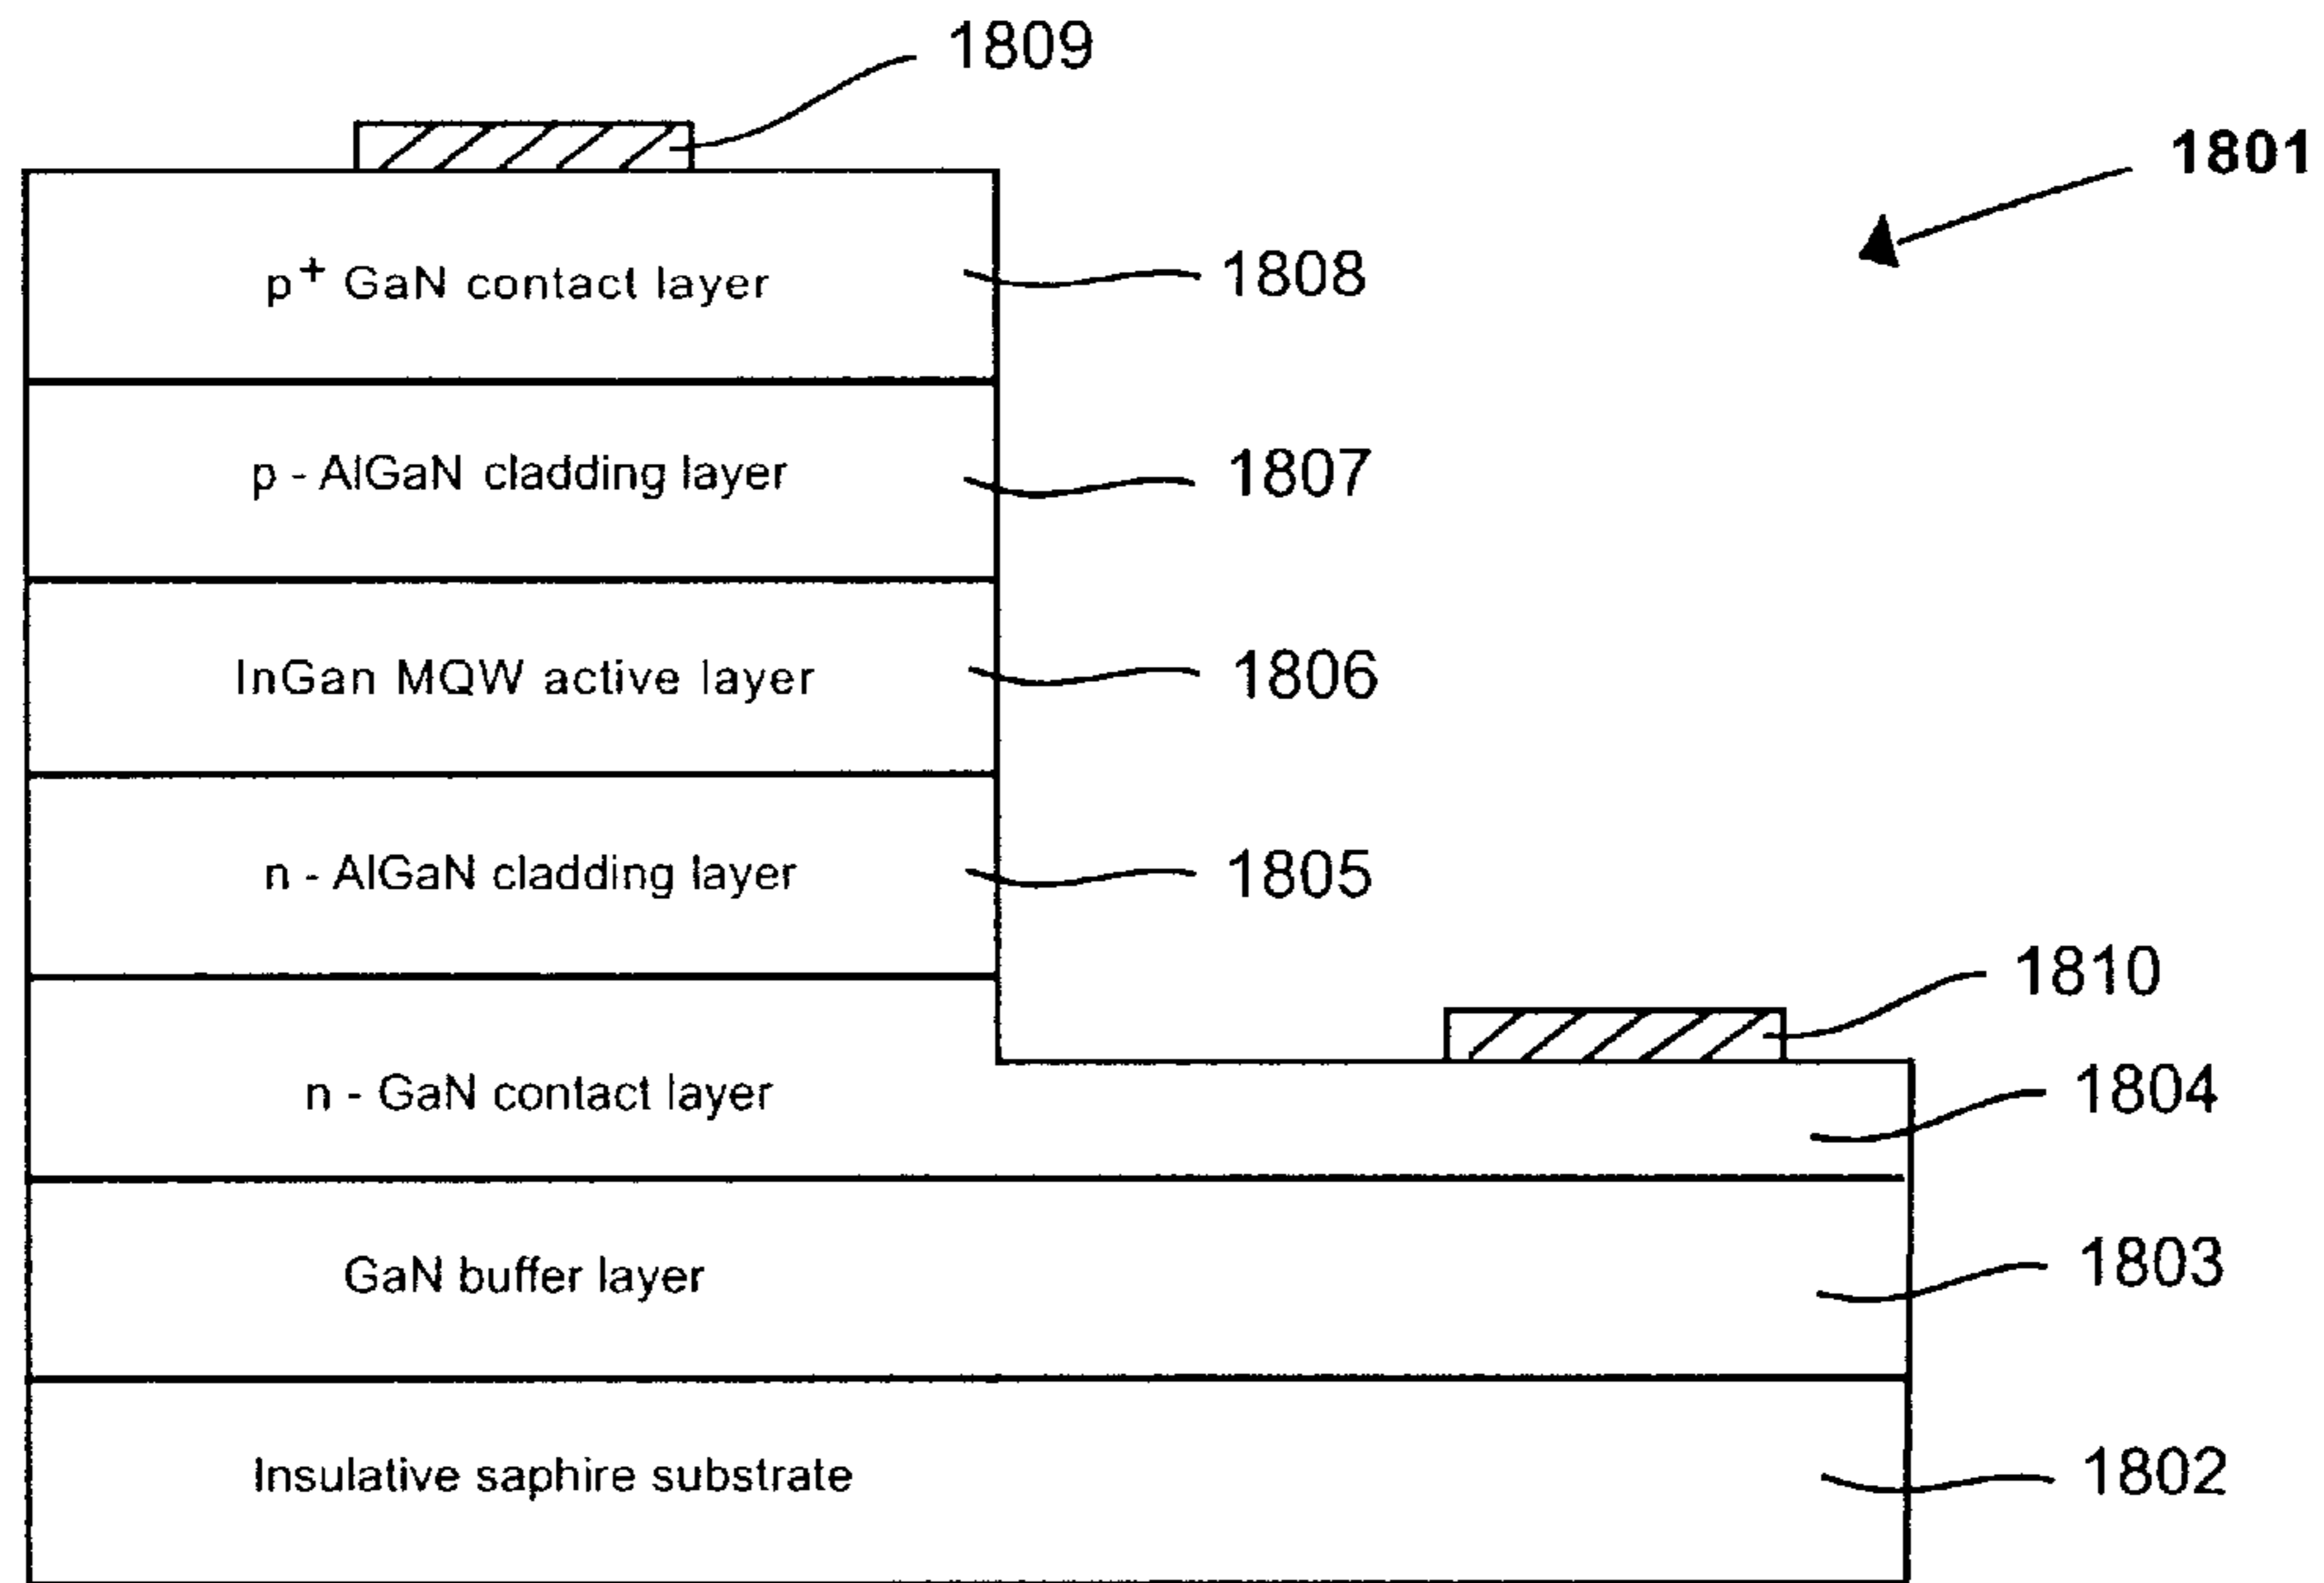 1809
1801
p⁺ GaN contact layer
1808
p - AlGaN cladding layer
1807
InGan MQW active layer
1806
n - AlGaN cladding layer
1805
1810
n - GaN contact layer
1804
GaN buffer layer
1803
Insulative saphire substrate
1802